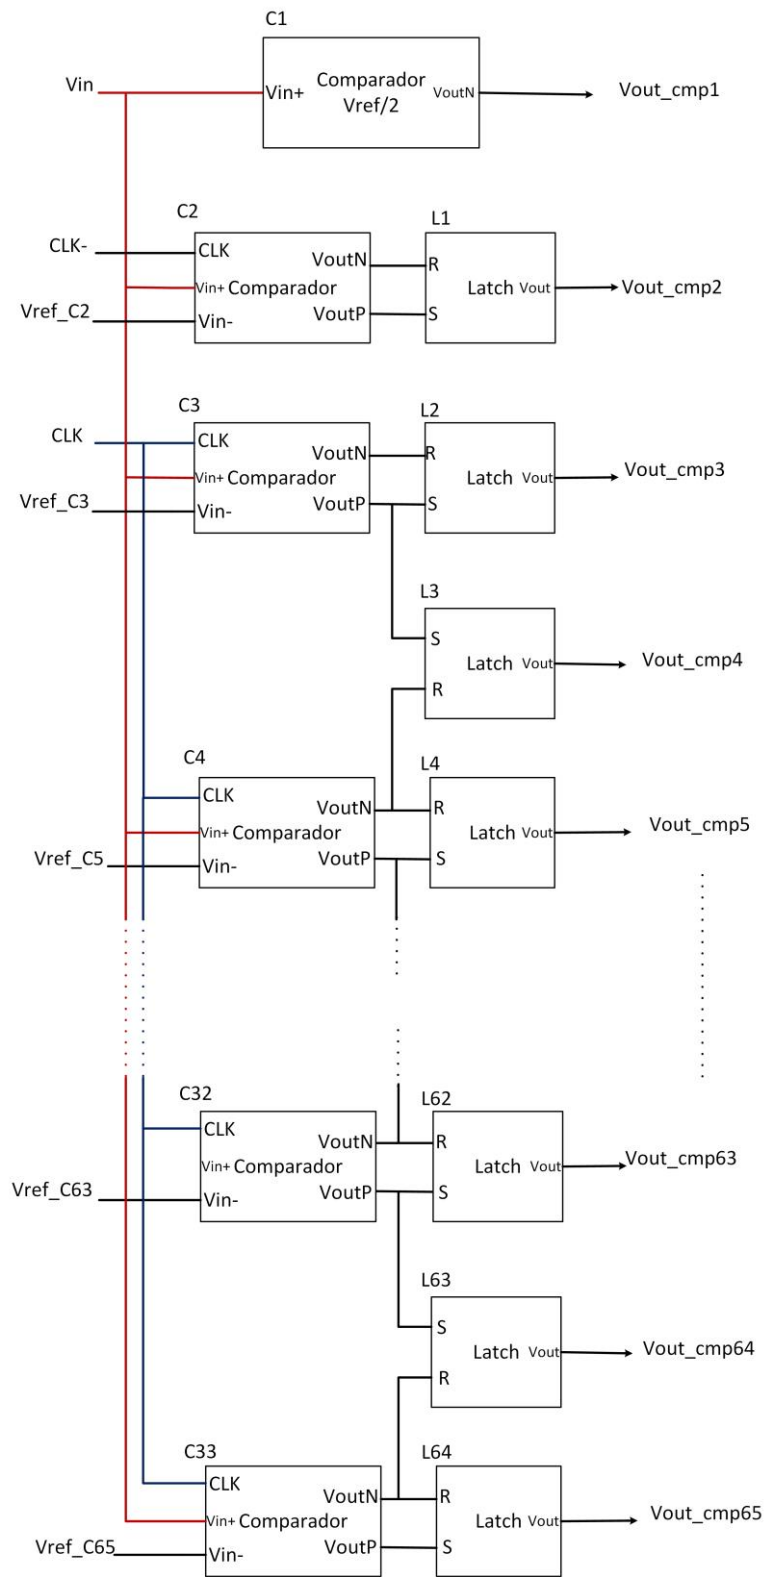 C1
Vin
Vin+
Comparador
Vref/2
VoutN
Vout_cmp1
C2
L1
CLK-
CLK
VoutN
R
Vin+
Comparador
Latch
Vout
Vout_cmp2
Vref_C2
Vin-
VoutP
S
C3
L2
CLK
CLK
VoutN
R
Vin+
Comparador
Latch
Vout
Vout_cmp3
Vref_C3
Vin-
VoutP
S
L3
S
Latch
Vout
Vout_cmp4
R
C4
L4
CLK
VoutN
R
Vin+
Comparador
Latch
Vout
Vout_cmp5
Vref_C5
Vin-
VoutP
S
C32
L62
CLK
VoutN
R
Vin+
Comparador
Latch
Vout
Vout_cmp63
Vref_C63
Vin-
VoutP
S
L63
S
Latch
Vout
Vout_cmp64
R
C33
L64
CLK
VoutN
R
Vin+
Comparador
Latch
Vout
Vout_cmp65
Vref_C65
Vin-
VoutP
S